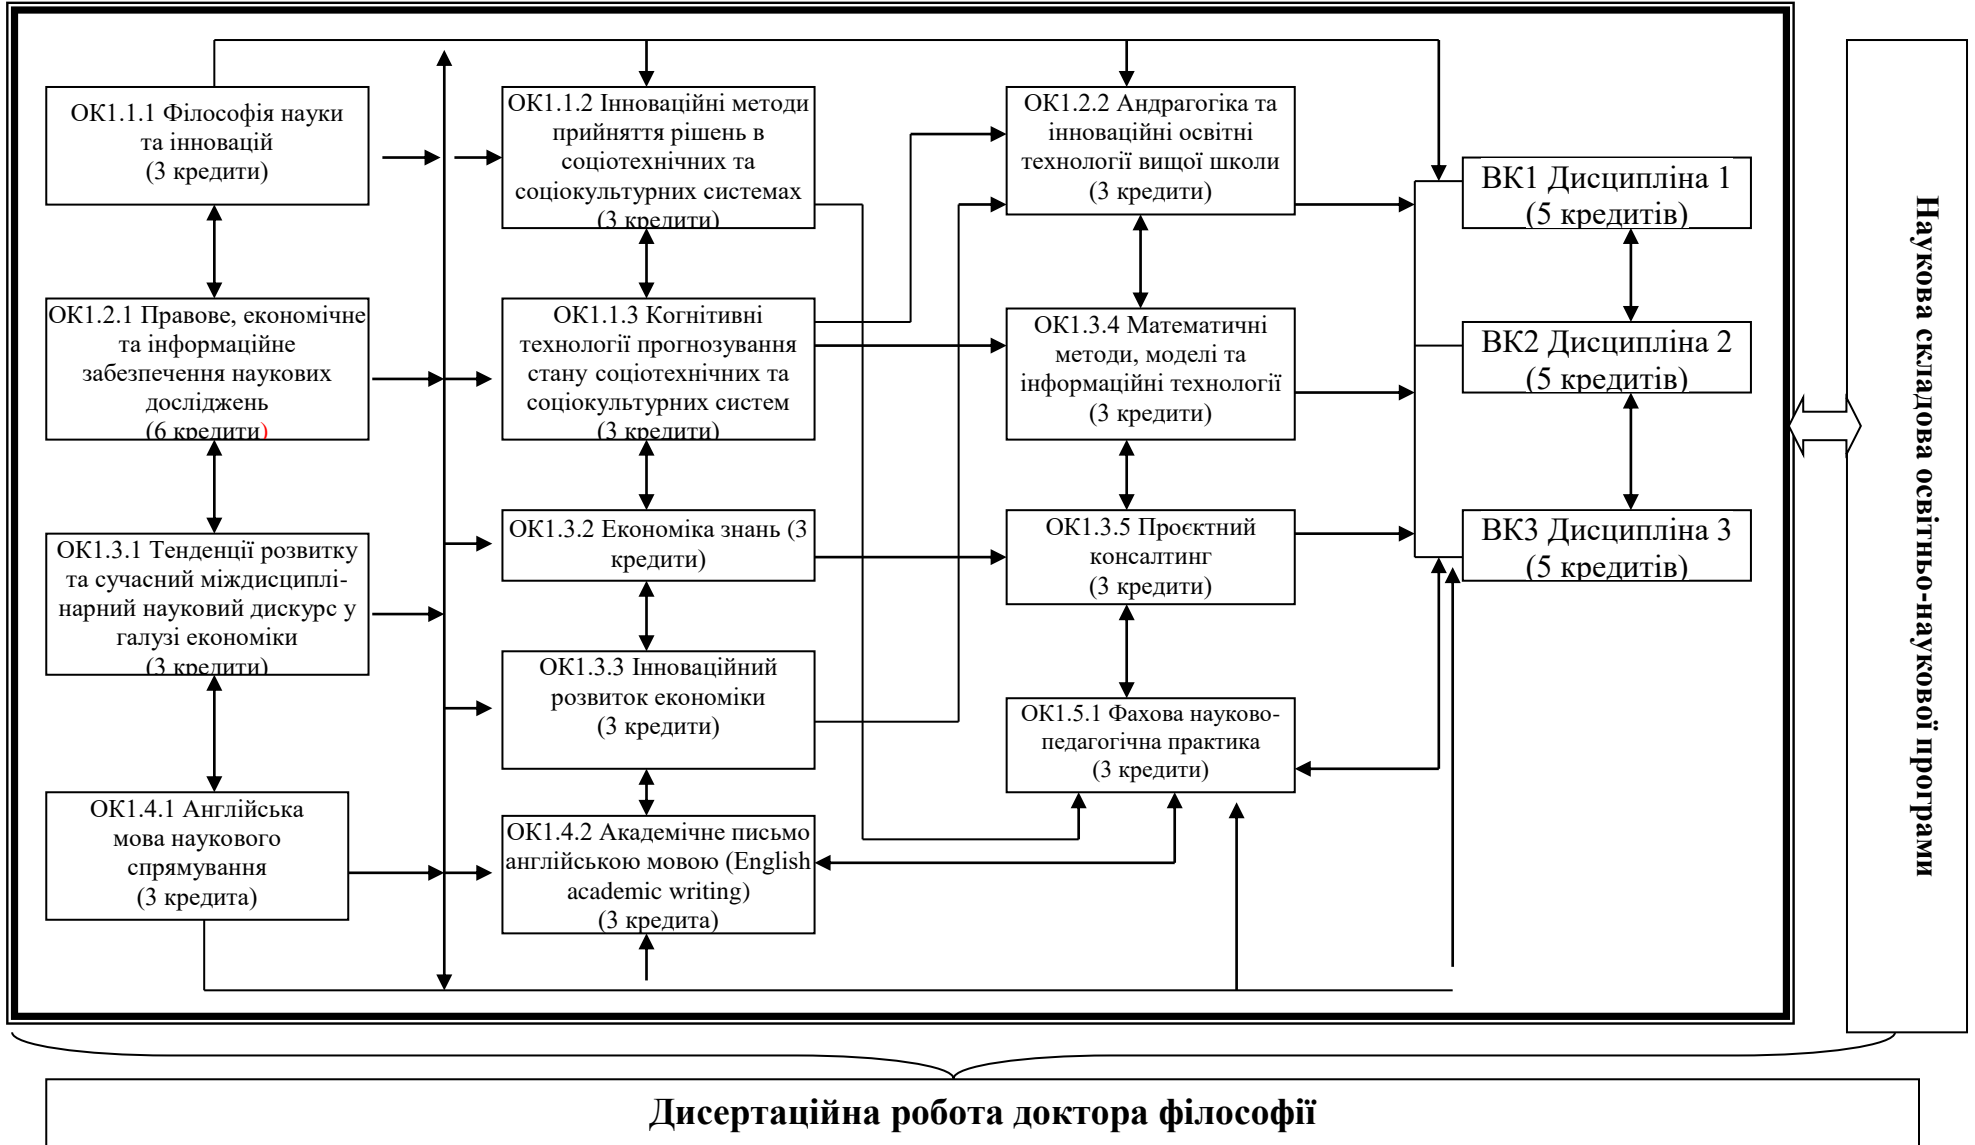 ОК1.1.1 Філософія науки
та інновацій
(3 кредити)
ОК1.2.1 Правове, економічне
та інформаційне
забезпечення наукових
досліджень
(6 кредити)
ОК1.3.1 Тенденції розвитку
та сучасний міждисциплі-
нарний науковий дискурс у
галузі економіки
(3 кредити)
ОК1.4.1 Англійська
мова наукового
спрямування
(3 кредита)
ОК1.1.2 Інноваційні методи
прийняття рішень в
соціотехнічних та
соціокультурних системах
(3 кредити)
ОК1.1.3 Когнітивні
технології прогнозування
стану соціотехнічних та
соціокультурних систем
(3 кредити)
ОК1.3.2 Економіка знань (3
кредити)
ОК1.3.3 Інноваційний
розвиток економіки
(3 кредити)
ОК1.4.2 Академічне письмо
англійською мовою (English
academic writing)
(3 кредита)
ОК1.2.2 Андрагогіка та
інноваційні освітні
технології вищої школи
(3 кредити)
ОК1.3.4 Математичні
методи, моделі та
інформаційні технології
(3 кредити)
ОК1.3.5 Проєктний
консалтинг
(3 кредити)
ОК1.5.1 Фахова науково-
педагогічна практика
(3 кредити)
ВК1 Дисципліна 1
(5 кредитів)
ВК2 Дисципліна 2
(5 кредитів)
ВК3 Дисципліна 3
(5 кредитів)
Наукова складова освітньо-наукової програми
Дисертаційна робота доктора філософії